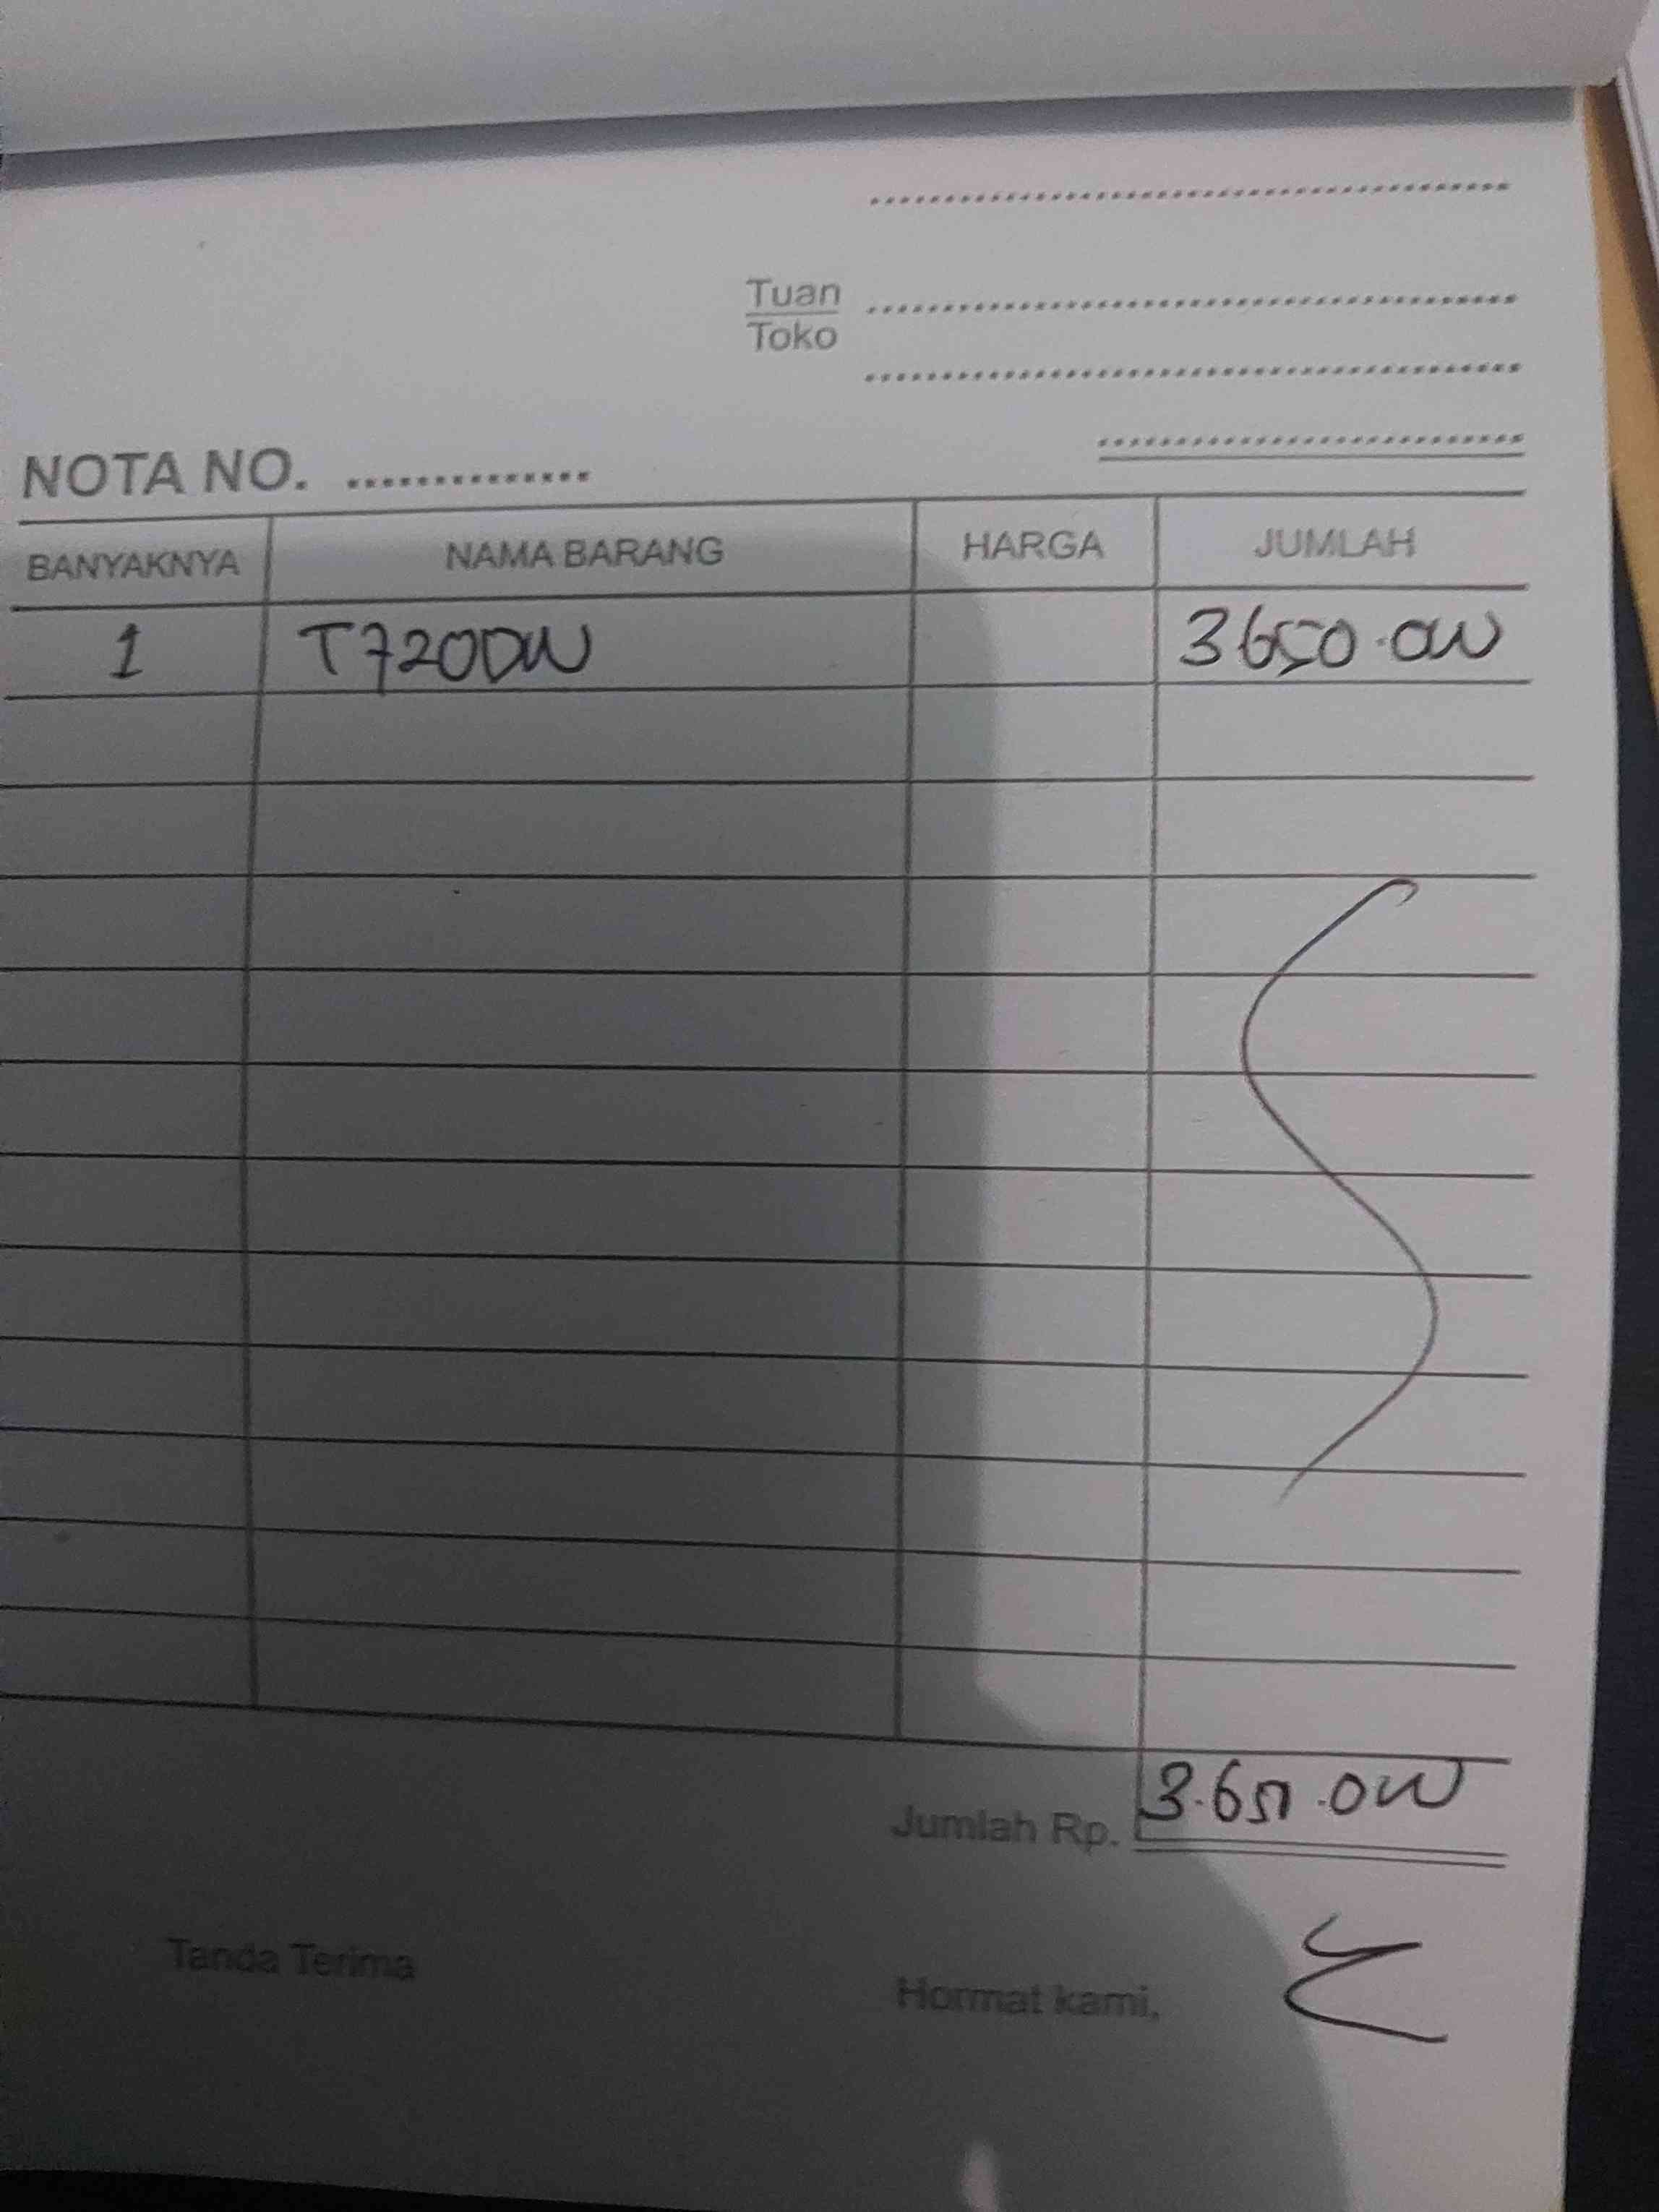 Tuan
Toko
NOTA NO. ..............
BANYAKNYA NAMA BARANG HARGA JUMLAH
1 T720DW 3650.000
Jumlah Rp. 3.650.000
Tanda Terima Hormat kami,